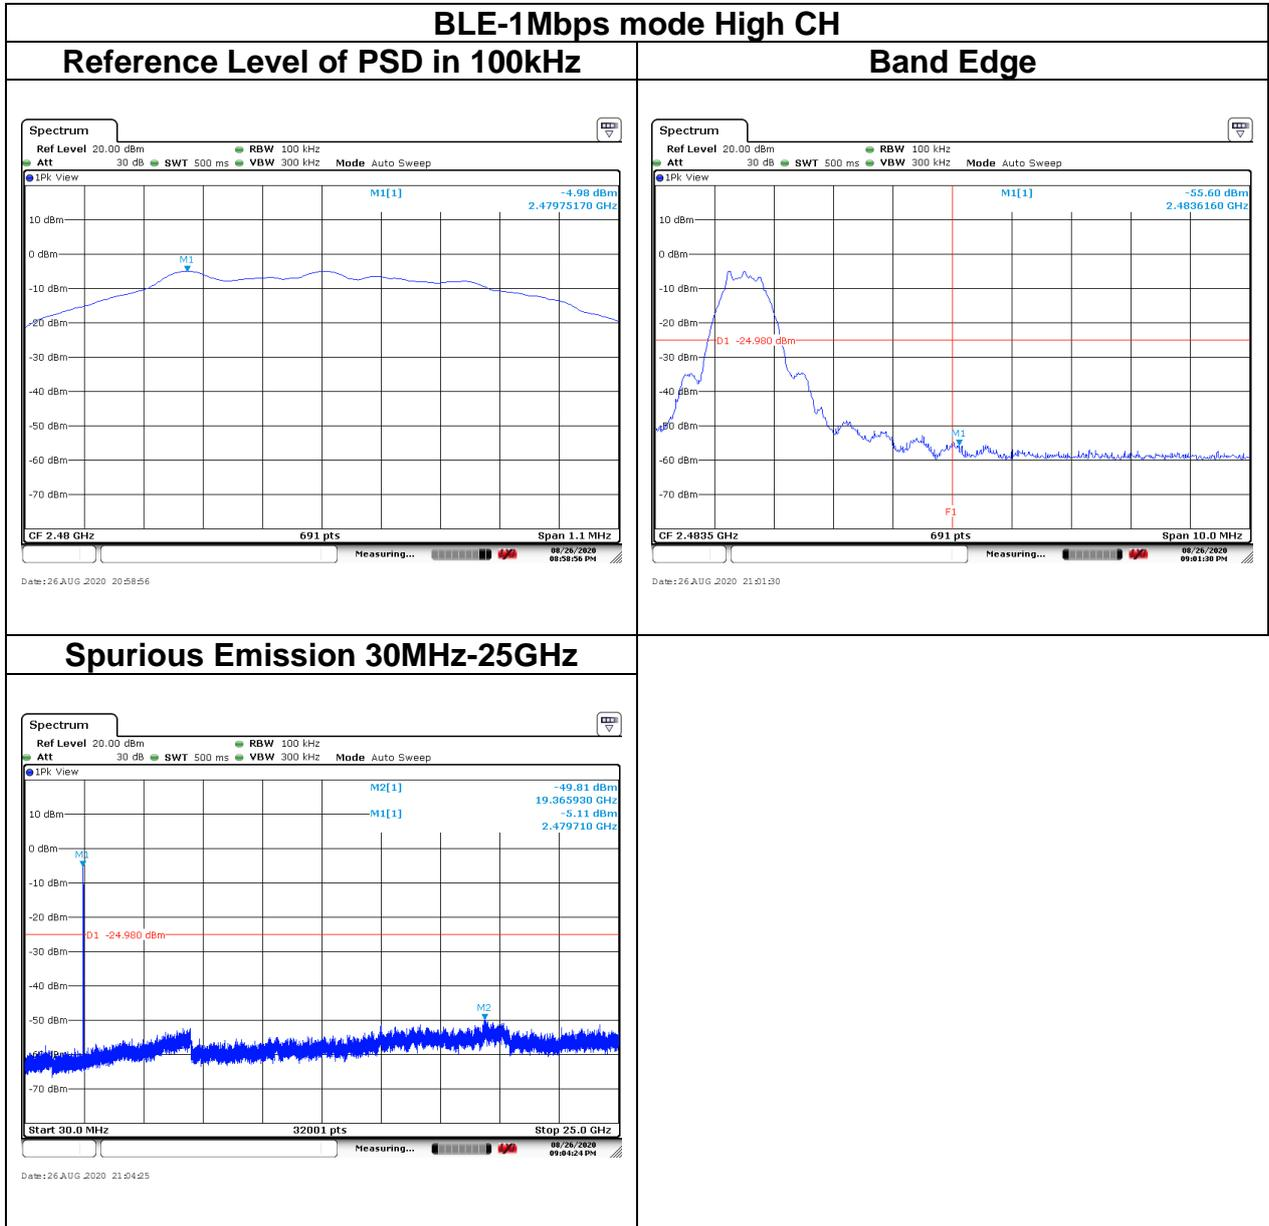 BLE-1Mbps mode High CH
Reference Level of PSD in 100kHz
Spectrum
Ref Level 20.00 dBm RBW 100 kHz
Att 30 dB SWT 500 ms VBW 300 kHz Mode Auto Sweep
1Pk View
M1[1] -4.98 dBm
2.47975170 GHz
10 dBm
0 dBm
M1
-10 dBm
-20 dBm
-30 dBm
-40 dBm
-50 dBm
-60 dBm
-70 dBm
CF 2.48 GHz 691 pts Span 1.1 MHz
Measuring... 08/26/2020
08:58:56 PM
Date: 26.AUG.2020 20:58:56
Band Edge
Spectrum
Ref Level 20.00 dBm RBW 100 kHz
Att 30 dB SWT 500 ms VBW 300 kHz Mode Auto Sweep
1Pk View
M1[1] -55.60 dBm
2.4836160 GHz
10 dBm
0 dBm
-10 dBm
-20 dBm
D1 -24.980 dBm
-30 dBm
-40 dBm
-50 dBm
M1
-60 dBm
-70 dBm
F1
CF 2.4835 GHz 691 pts Span 10.0 MHz
Measuring... 08/26/2020
09:01:30 PM
Date: 26.AUG.2020 21:01:30
Spurious Emission 30MHz-25GHz
Spectrum
Ref Level 20.00 dBm RBW 100 kHz
Att 30 dB SWT 500 ms VBW 300 kHz Mode Auto Sweep
1Pk View
M2[1] -49.81 dBm
19.365930 GHz
10 dBm M1[1] -5.11 dBm
2.479710 GHz
0 dBm
M1
-10 dBm
-20 dBm
D1 -24.980 dBm
-30 dBm
-40 dBm
M2
-50 dBm
-60 dBm
-70 dBm
Start 30.0 MHz 32001 pts Stop 25.0 GHz
Measuring... 08/26/2020
09:04:24 PM
Date: 26.AUG.2020 21:04:25